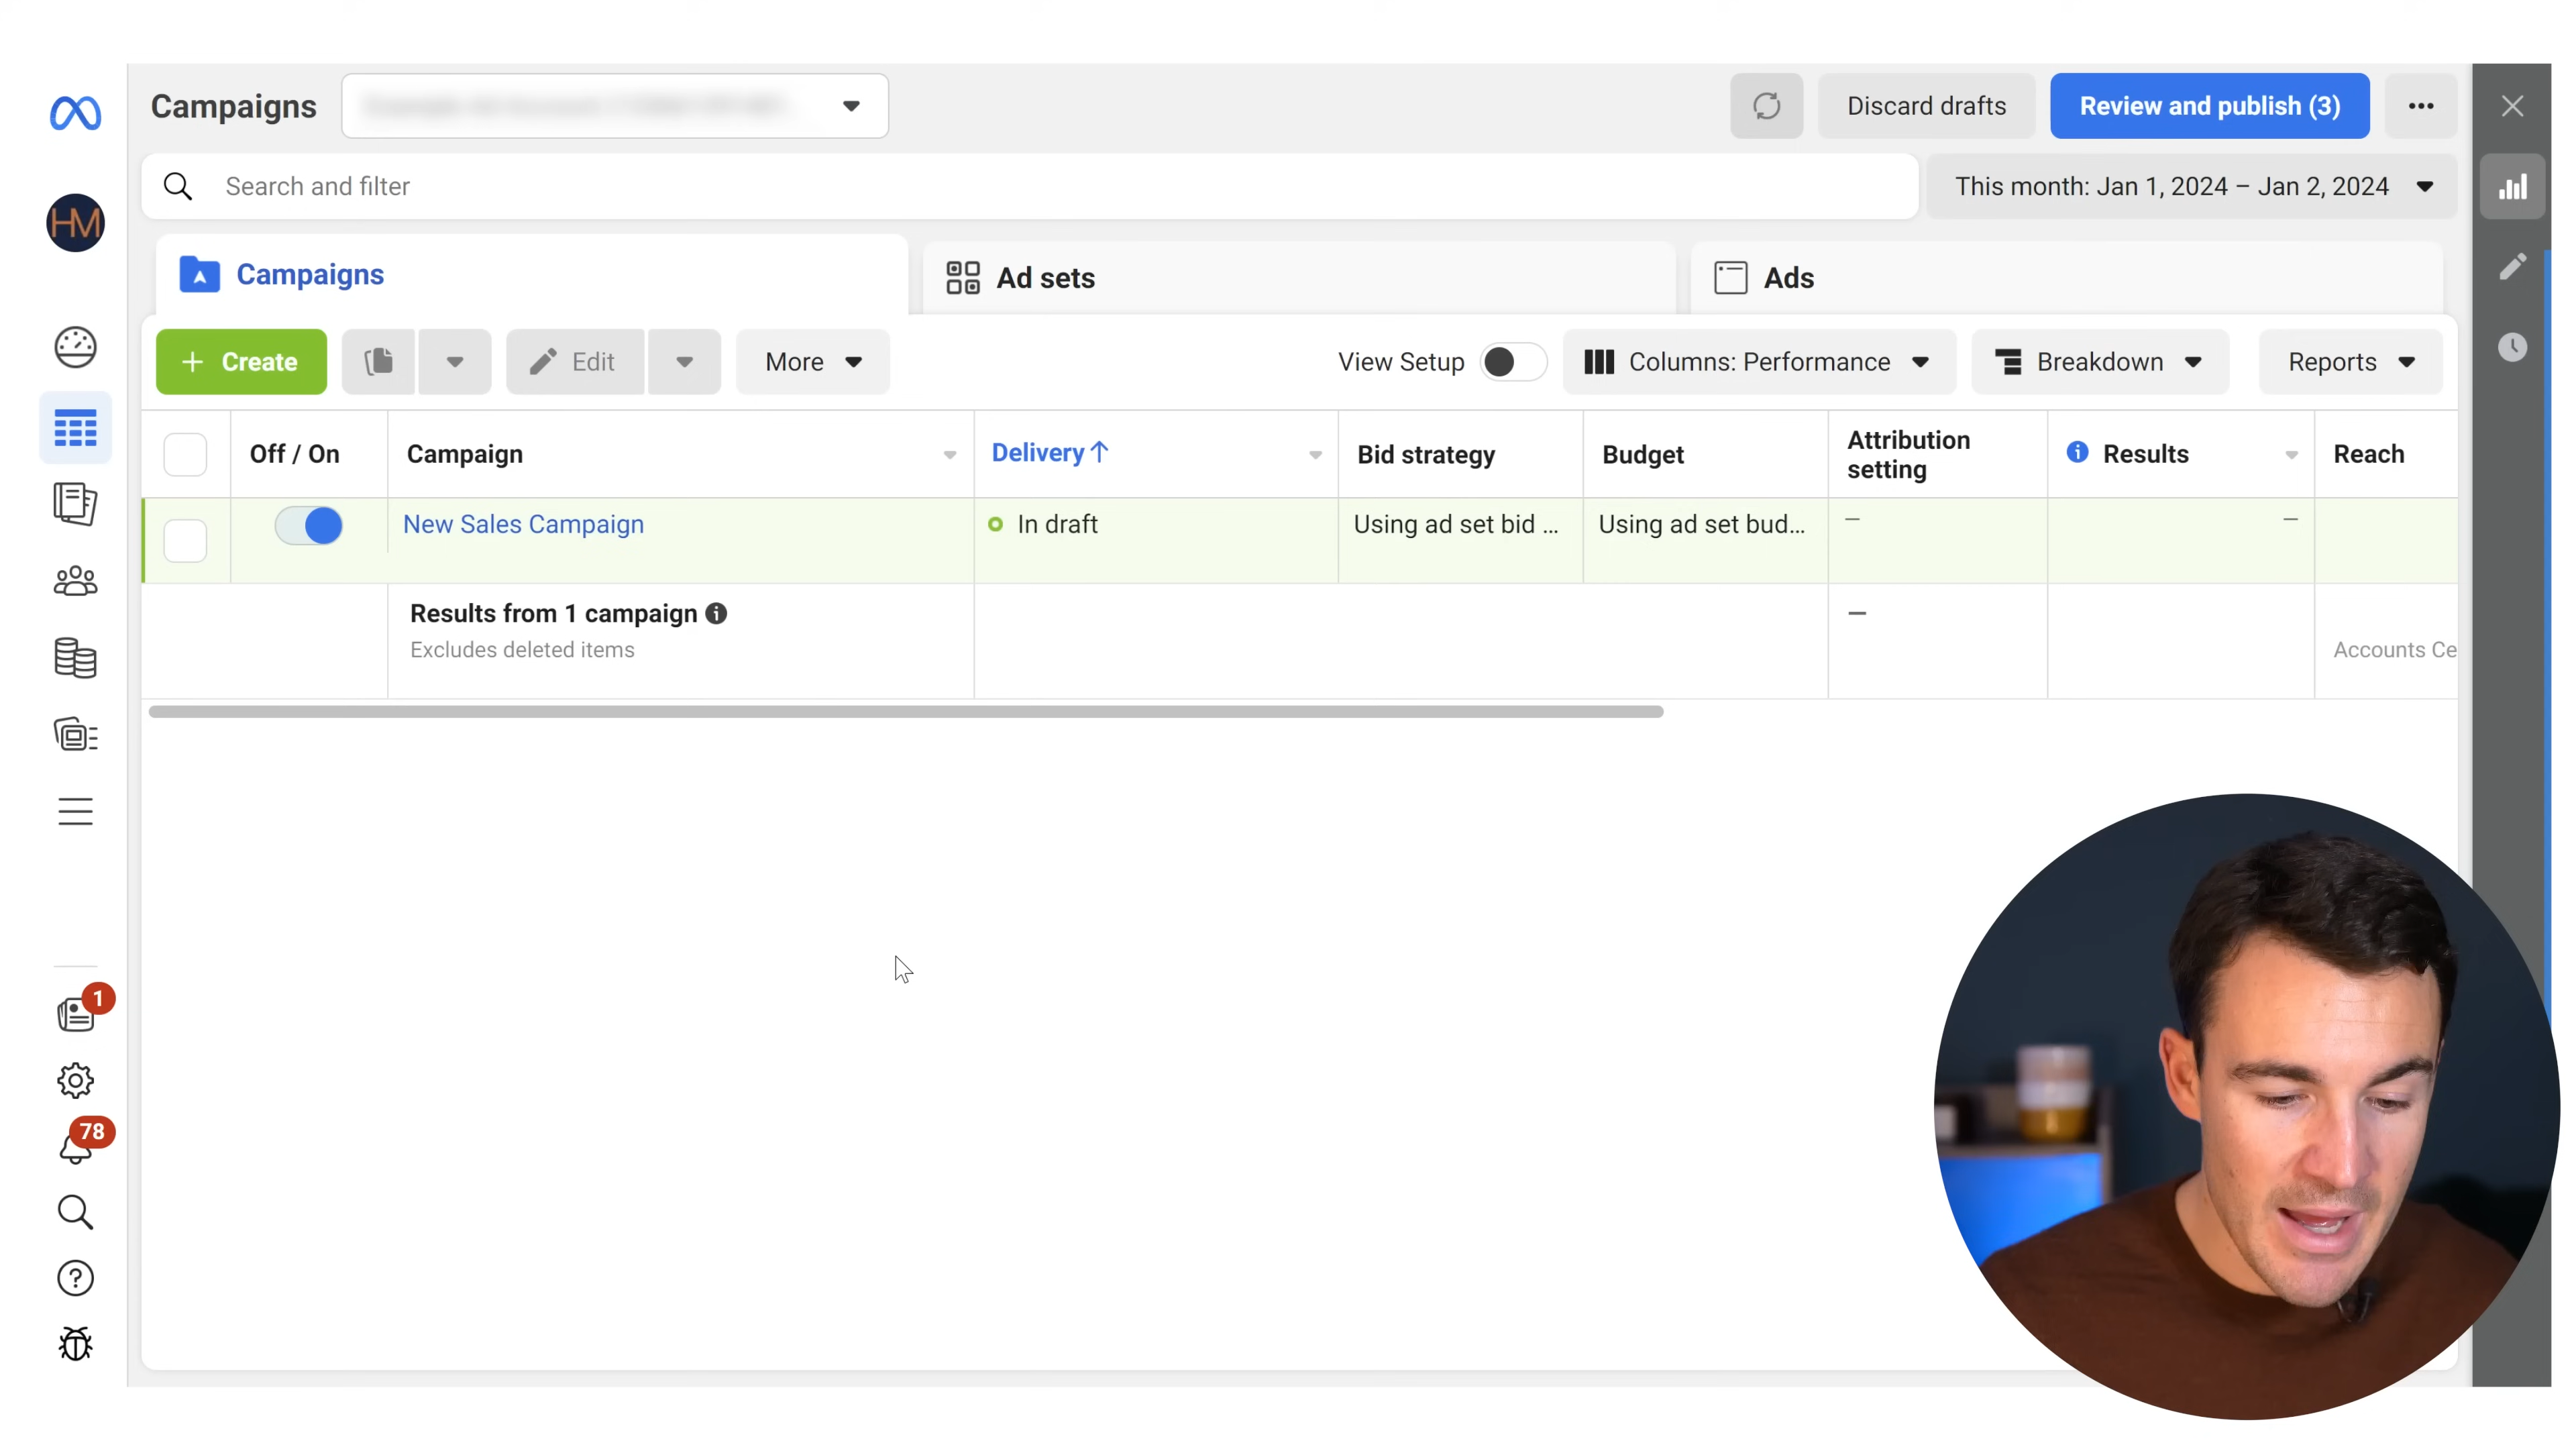 Campaigns
Discard drafts
Review and publish (3)
HM
Search and filter
This month: Jan 1, 2024 – Jan 2, 2024
Campaigns
Ad sets
Ads
+ Create
Edit
More
View Setup
Columns: Performance
Breakdown
Reports
Off / On
Campaign
Delivery ↑
Bid strategy
Budget
Attribution
setting
Results
Reach
New Sales Campaign
In draft
Using ad set bid ...
Using ad set bud...
—
—
Results from 1 campaign
—
Excludes deleted items
Accounts Ce
1
78